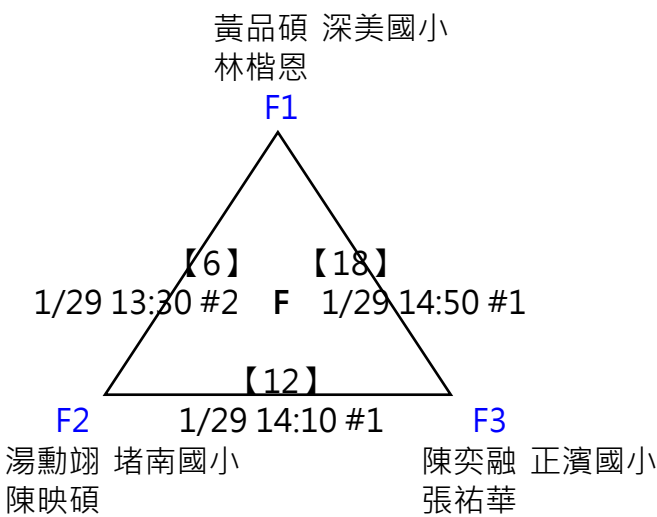 黃品碩 深美國小
林楷恩
F1
【6】 【18】
1/29 13:30 #2 F 1/29 14:50 #1
【12】
F2 1/29 14:10 #1 F3
湯勳翊 堵南國小 陳奕融 正濱國小
陳映碩 張祐華